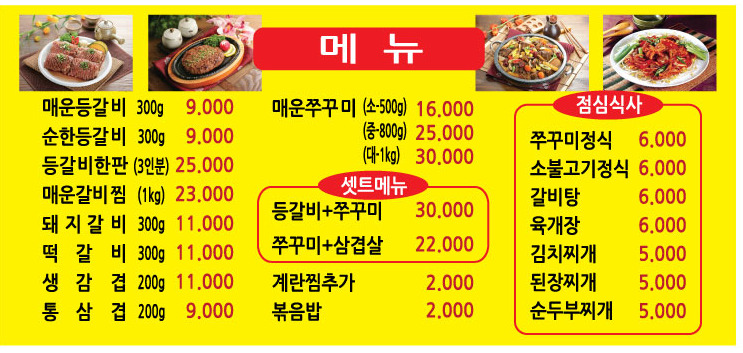 메뉴
매운등갈비 300g 9.000
순한등갈비 300g 9.000
등갈비한판 (3인분) 25.000
매운갈비찜 (1kg) 23.000
돼지갈비 300g 11.000
떡갈비 300g 11.000
생감겹 200g 11.000
통삼겹 200g 9.000
매운쭈꾸미 (소-500g) 16.000
(중-800g) 25.000
(대-1kg) 30.000
셋트메뉴
등갈비+쭈꾸미 30.000
쭈꾸미+삼겹살 22.000
계란찜추가 2.000
볶음밥 2.000
점심식사
쭈꾸미정식 6.000
소불고기정식 6.000
갈비탕 6.000
육개장 6.000
김치찌개 5.000
된장찌개 5.000
순두부찌개 5.000